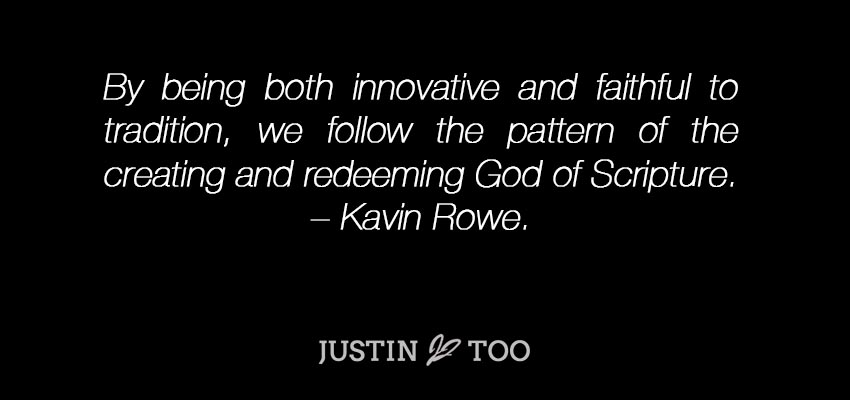 By being both innovative and faithful to
tradition, we follow the pattern of the
creating and redeeming God of Scripture.
– Kavin Rowe.
JUSTIN TOO